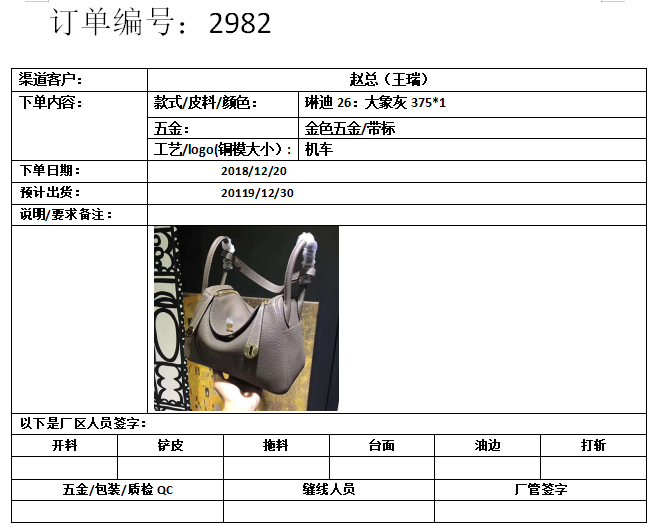 订单编号：2982
渠道客户： 赵总（王瑞）
下单内容： 款式/皮料/颜色： 琳迪 26：大象灰 375*1
五金： 金色五金/带标
工艺/logo(铜模大小)： 机车
下单日期： 2018/12/20
预计出货： 20119/12/30
说明/要求备注：
以下是厂区人员签字：
开料 铲皮 拖料 台面 油边 打斩
五金/包装/质检 QC 缝线人员 厂管签字